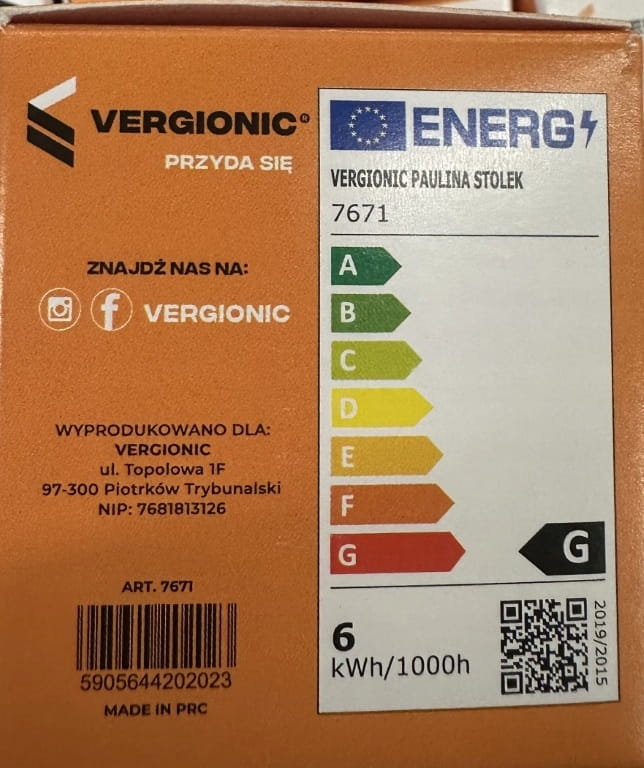 VERGIONIC®
PRZYDA SIĘ
ZNAJDŹ NAS NA:
VERGIONIC
WYPRODUKOWANO DLA:
VERGIONIC
ul. Topolowa 1F
97-300 Piotrków Trybunalski
NIP: 7681813126
ART. 7671
5905644202023
MADE IN PRC
ENERG
VERGIONIC PAULINA STOLEK
7671
A
B
C
D
E
F
G
G
6
kWh/1000h
2019/2015